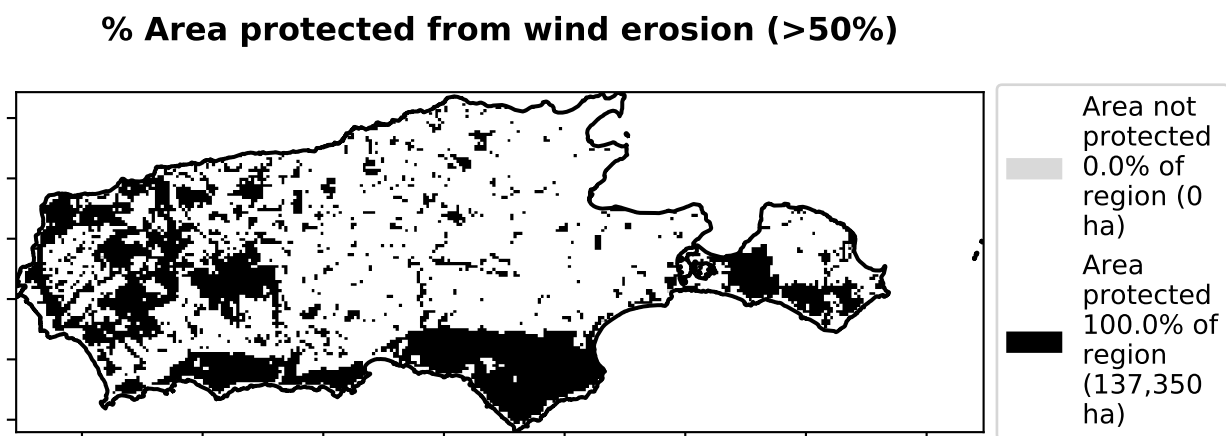 % Area protected from wind erosion (>50%)
Area not
protected
0.0% of
region (0
ha)
Area
protected
100.0% of
region
(137,350
ha)